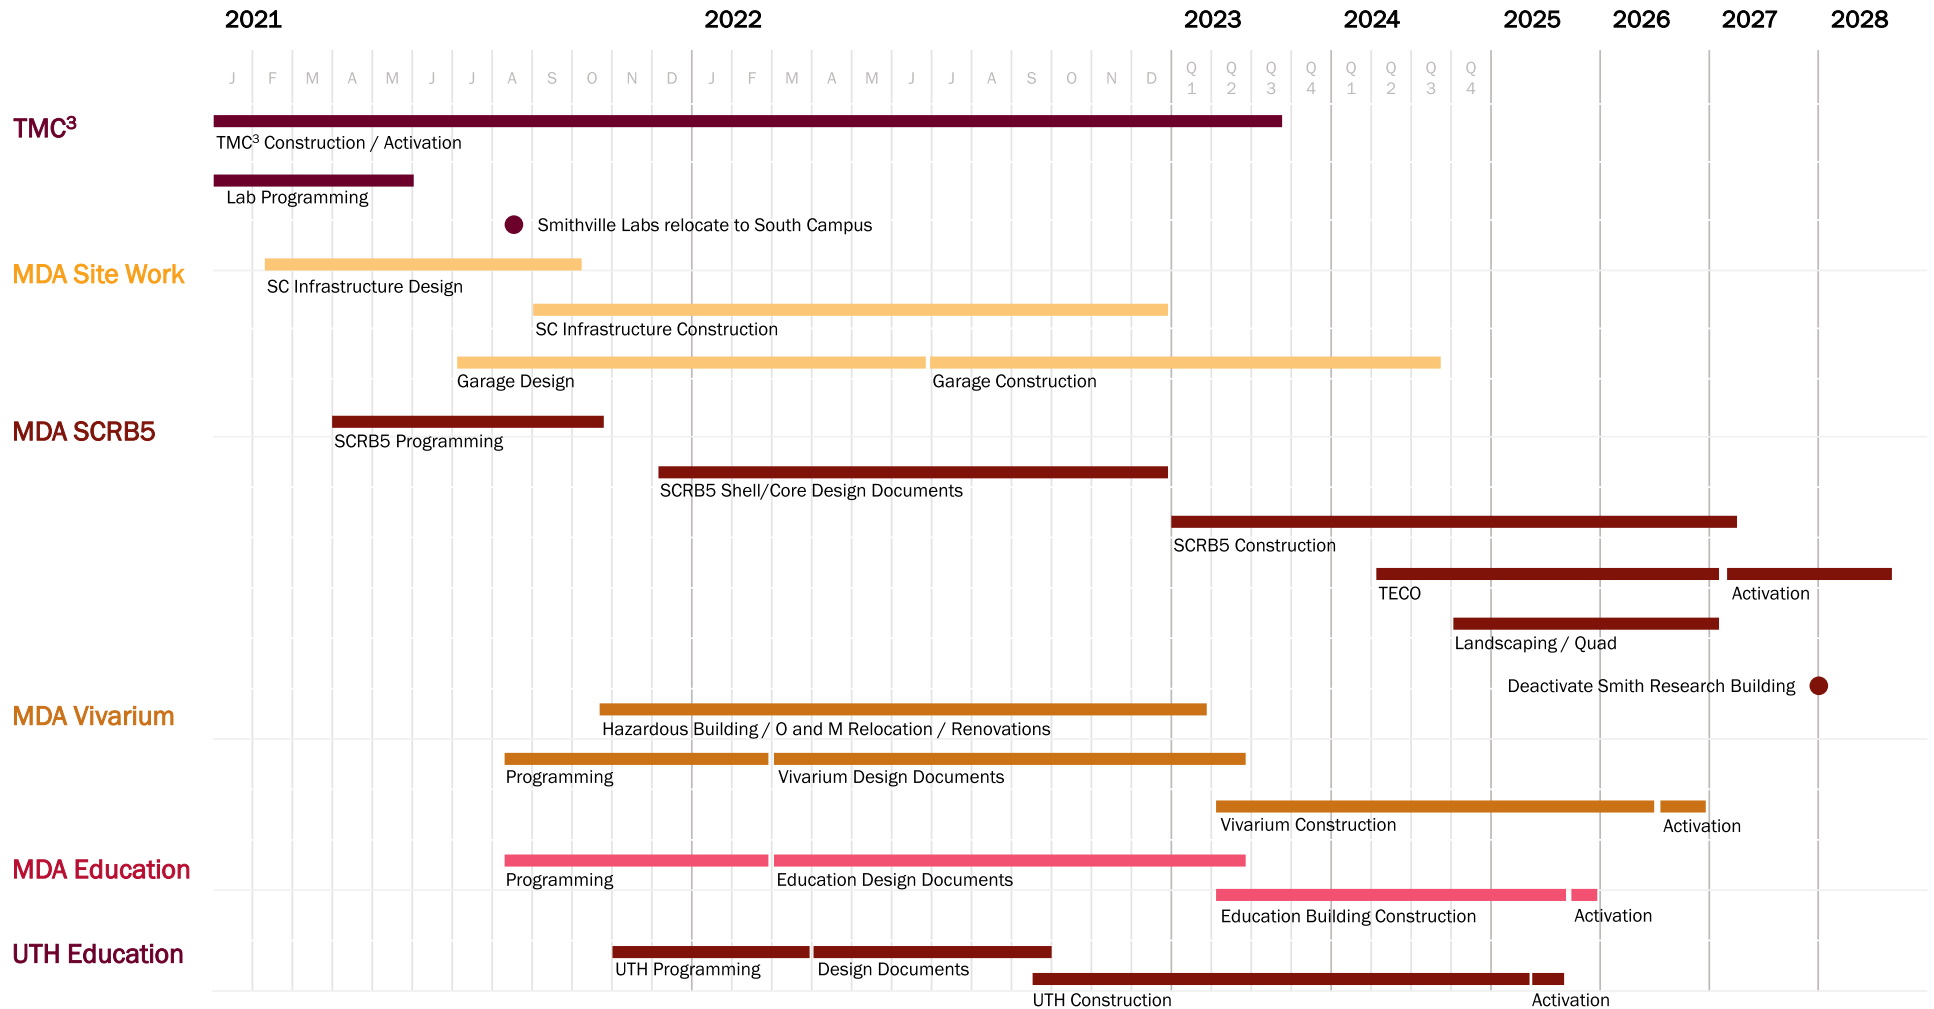 2021 2022 2023 2024 2025 2026 2027 2028
J F M A M J J A S O N D J F M A M J J A S O N D Q1 Q2 Q3 Q4 Q1 Q2 Q3 Q4
TMC³
TMC³ Construction / Activation
Lab Programming
Smithville Labs relocate to South Campus
MDA Site Work
SC Infrastructure Design
SC Infrastructure Construction
Garage Design Garage Construction
MDA SCRB5
SCRB5 Programming
SCRB5 Shell/Core Design Documents
SCRB5 Construction
TECO Activation
Landscaping / Quad
Deactivate Smith Research Building
MDA Vivarium
Hazardous Building / O and M Relocation / Renovations
Programming Vivarium Design Documents
Vivarium Construction Activation
MDA Education
Programming Education Design Documents
Education Building Construction Activation
UTH Education
UTH Programming Design Documents
UTH Construction Activation